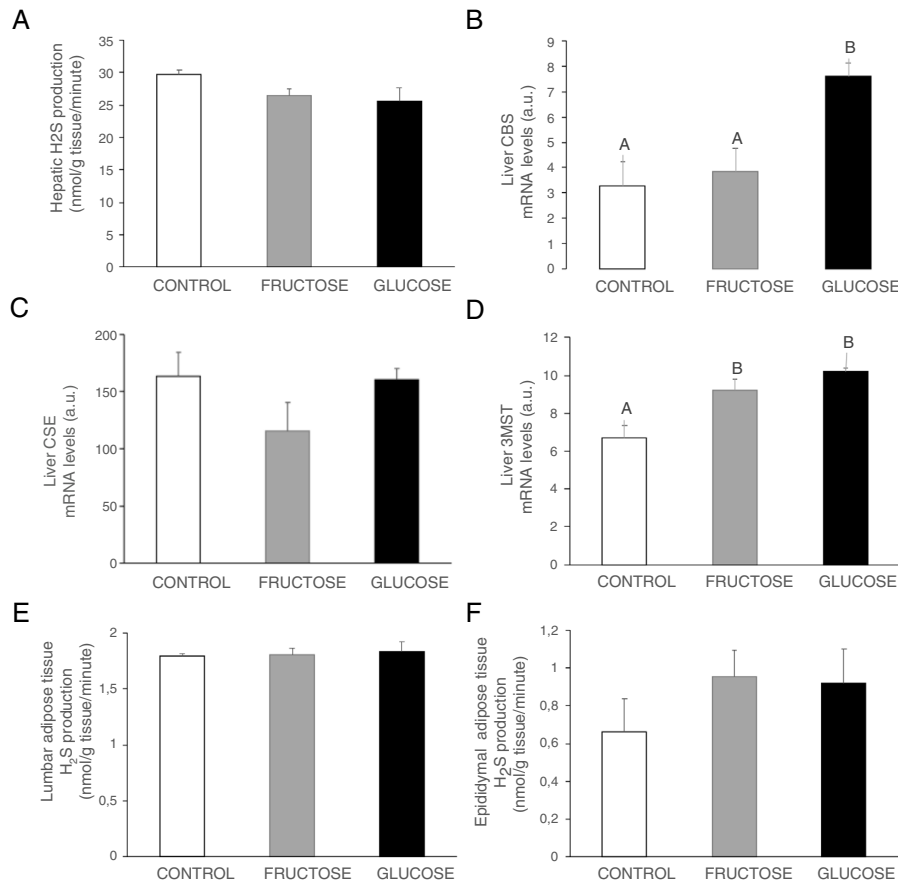 A
Hepatic H2S production
(nmol/g tissue/minute)
35
30
25
20
15
10
5
0
CONTROL
FRUCTOSE
GLUCOSE
B
Liver CBS
mRNA levels (a.u.)
9
8
7
6
5
4
3
2
1
0
A
A
B
CONTROL
FRUCTOSE
GLUCOSE
C
Liver CSE
mRNA levels (a.u.)
200
150
100
50
0
CONTROL
FRUCTOSE
GLUCOSE
D
Liver 3MST
mRNA levels (a.u.)
12
10
8
6
4
2
0
A
B
B
CONTROL
FRUCTOSE
GLUCOSE
E
Lumbar adipose tissue
H₂S production
(nmol/g tissue/minute)
2
1,5
1
0,5
0
CONTROL
FRUCTOSE
GLUCOSE
F
Epididymal adipose tissue
H₂S production
(nmol/g tissue/minute)
1,2
1
0,8
0,6
0,4
0,2
0
CONTROL
FRUCTOSE
GLUCOSE